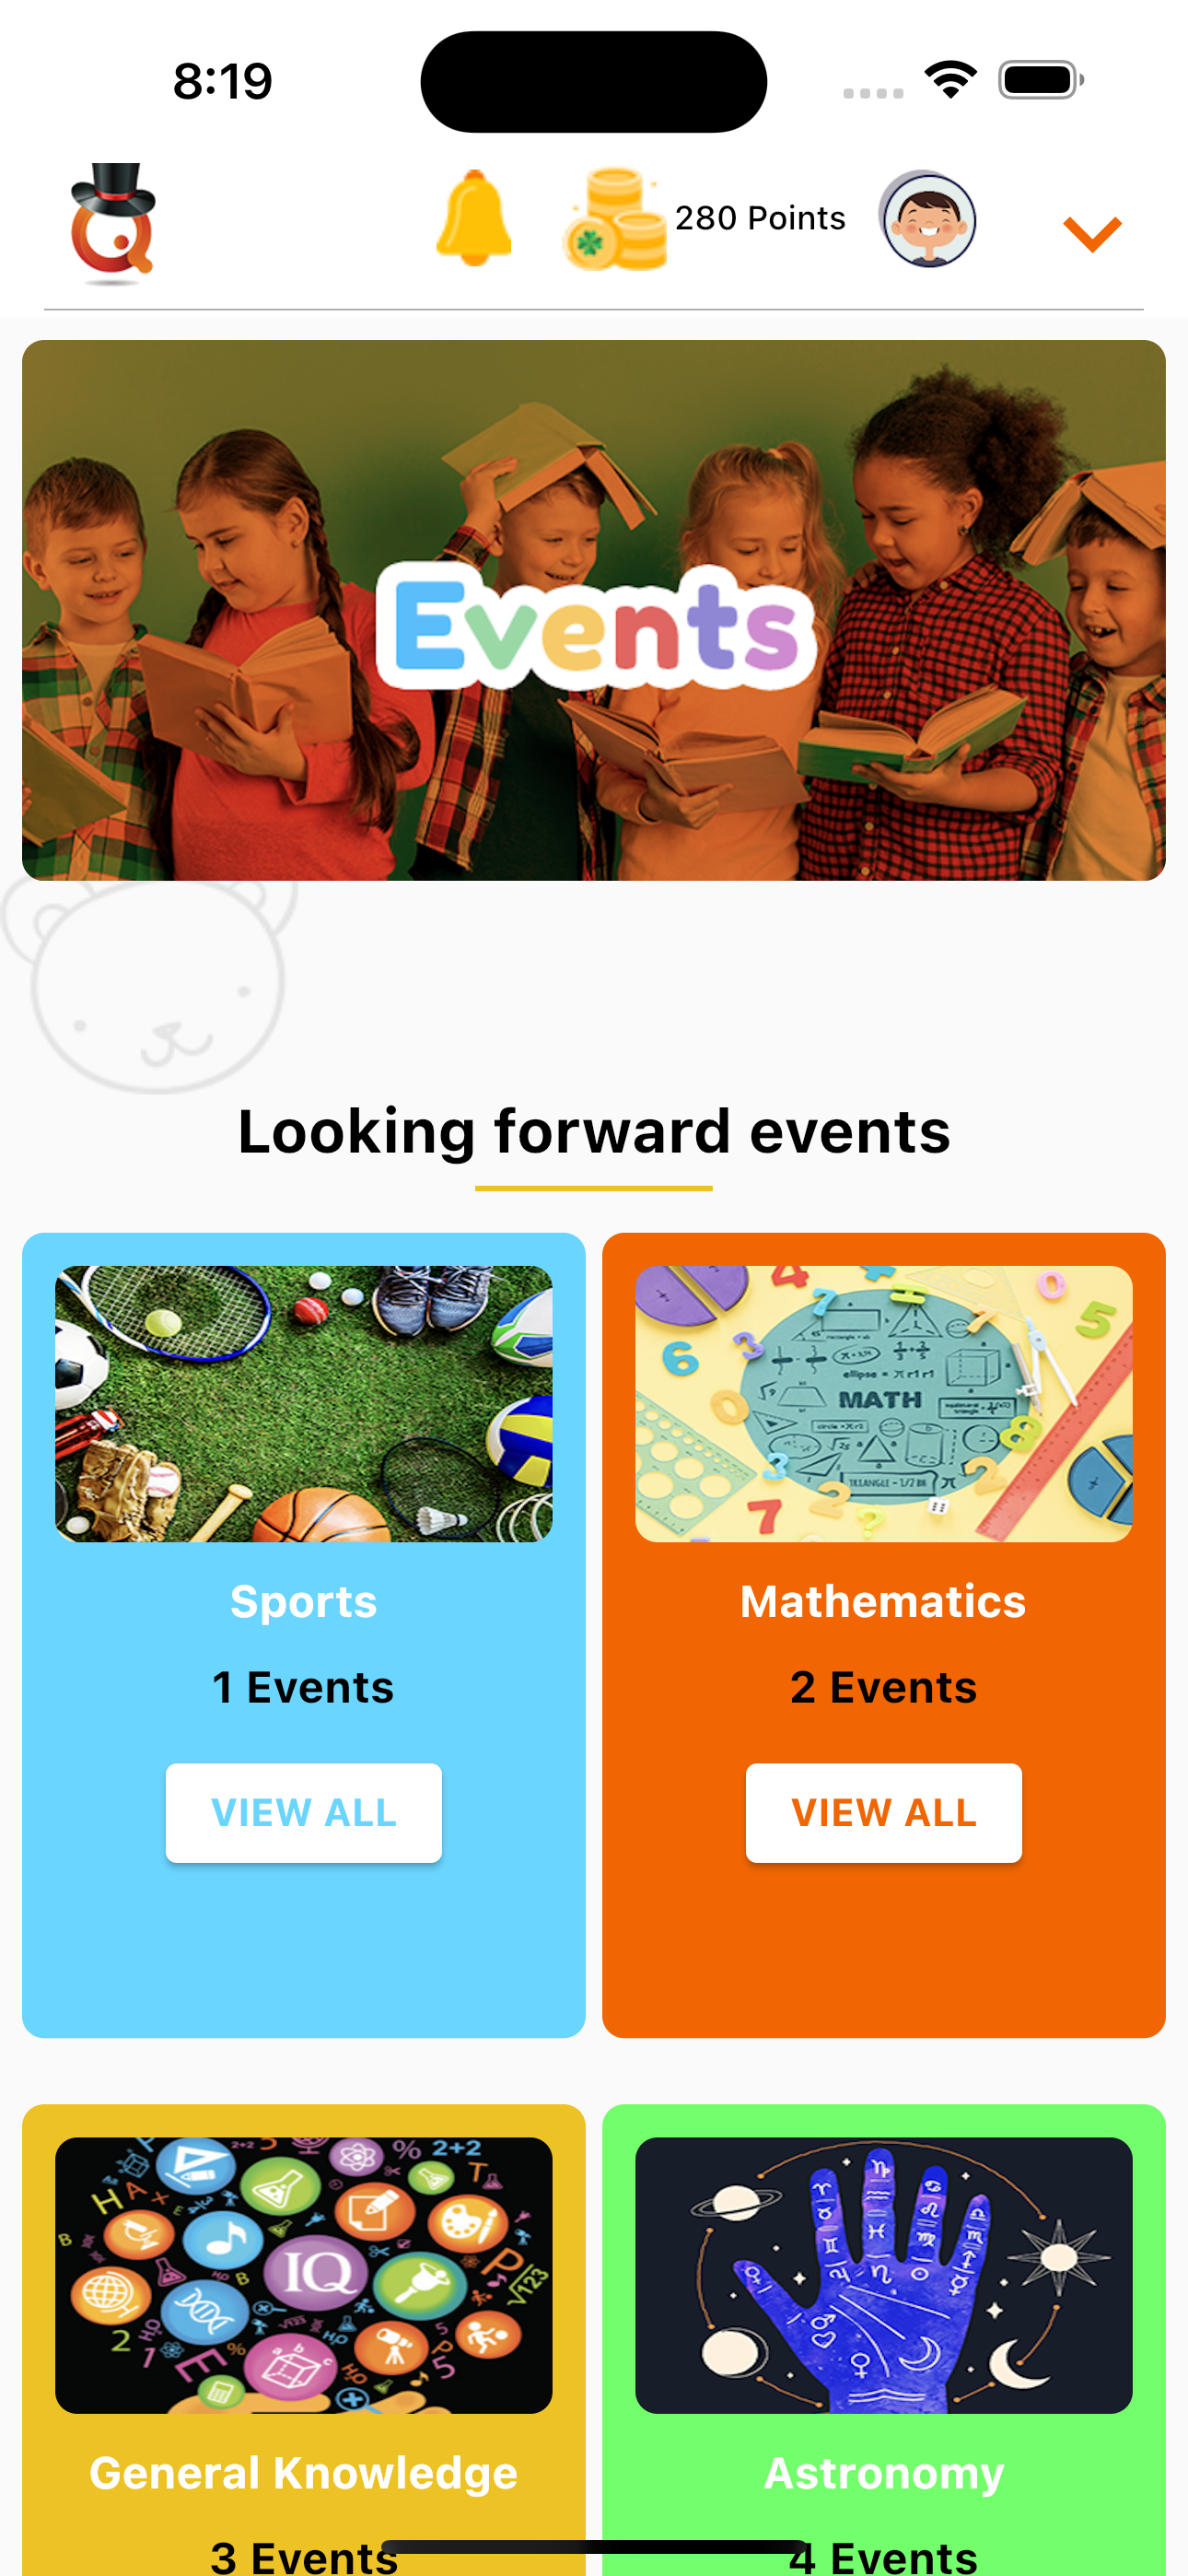 8:19
280 Points
Events
Looking forward events
MATH
Sports
Mathematics
1 Events
2 Events
VIEW ALL
VIEW ALL
IQ
General Knowledge
Astronomy
3 Events
4 Events